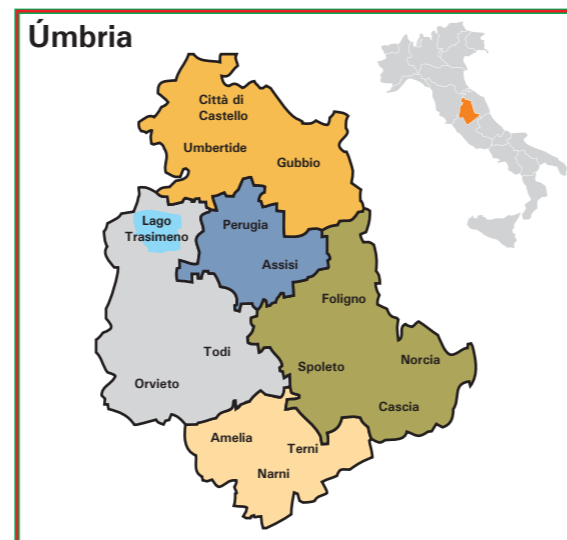 Úmbria
Città di
Castello
Umbertide
Gubbio
Lago
Trasimeno
Perugia
Assisi
Foligno
Todi
Spoleto
Norcia
Orvieto
Cascia
Amelia
Terni
Narni